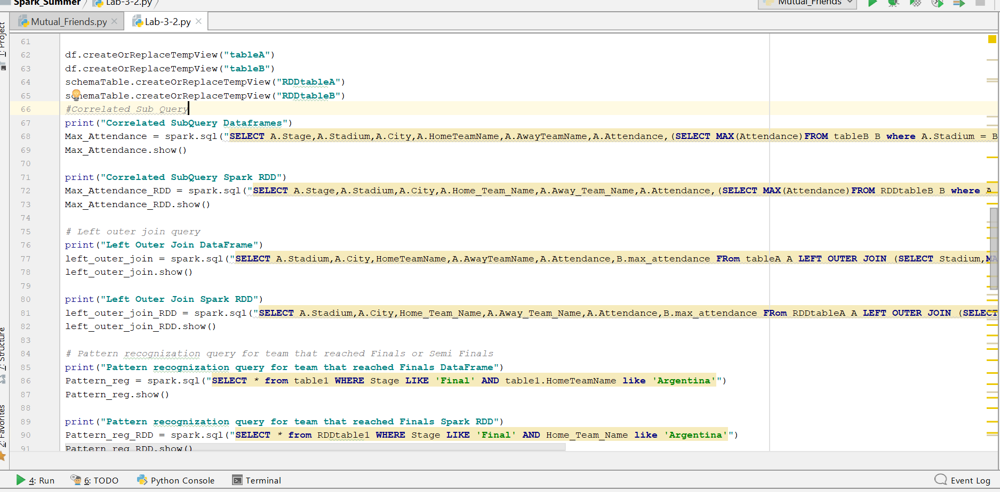 Spark_Summer
Lab-3-2.py
Mutual_Friends
Mutual_Friends.py
Lab-3-2.py
1: Project
61
62 df.createOrReplaceTempView("tableA")
63 df.createOrReplaceTempView("tableB")
64 schemaTable.createOrReplaceTempView("RDDtableA")
65 schemaTable.createOrReplaceTempView("RDDtableB")
66 #Correlated Sub Query
67 print("Correlated SubQuery Dataframes")
68 Max_Attendance = spark.sql("SELECT A.Stage,A.Stadium,A.City,A.HomeTeamName,A.AwayTeamName,A.Attendance,(SELECT MAX(Attendance)FROM tableB B where A.Stadium = B
69 Max_Attendance.show()
70
71 print("Correlated SubQuery Spark RDD")
72 Max_Attendance_RDD = spark.sql("SELECT A.Stage,A.Stadium,A.City,A.Home_Team_Name,A.Away_Team_Name,A.Attendance,(SELECT MAX(Attendance)FROM RDDtableB B where A
73 Max_Attendance_RDD.show()
74
75 # Left outer join query
76 print("Left Outer Join DataFrame")
77 left_outer_join = spark.sql("SELECT A.Stadium,A.City,HomeTeamName,A.AwayTeamName,A.Attendance,B.max_attendance FRom tableA A LEFT OUTER JOIN (SELECT Stadium,MA
78 left_outer_join.show()
79
80 print("Left Outer Join Spark RDD")
81 left_outer_join_RDD = spark.sql("SELECT A.Stadium,A.City,Home_Team_Name,A.Away_Team_Name,A.Attendance,B.max_attendance FRom RDDtableA A LEFT OUTER JOIN (SELECT
82 left_outer_join_RDD.show()
83
84 # Pattern recognization query for team that reached Finals or Semi Finals
85 print("Pattern recognization query for team that reached Finals DataFrame")
86 Pattern_reg = spark.sql("SELECT * from table1 WHERE Stage LIKE 'Final' AND table1.HomeTeamName like 'Argentina'")
87 Pattern_reg.show()
88
89 print("Pattern recognization query for team that reached Finals Spark RDD")
90 Pattern_reg_RDD = spark.sql("SELECT * from RDDtable1 WHERE Stage LIKE 'Final' AND Home_Team_Name like 'Argentina'")
91 Pattern_reg_RDD.show()
7: Structure
2: Favorites
4: Run
6: TODO
Python Console
Terminal
Event Log